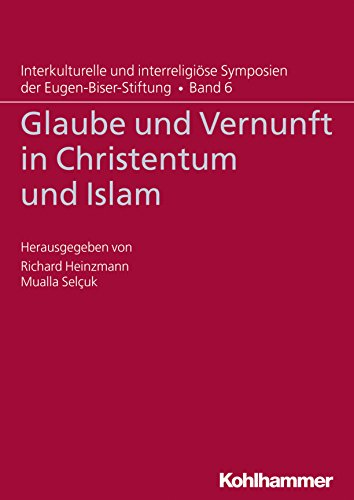 Interkulturelle und interreligiöse Symposien
der Eugen-Biser-Stiftung • Band 6
Glaube und Vernunft
in Christentum
und Islam
Herausgegeben von
Richard Heinzmann
Mualla Selçuk
Kohlhammer